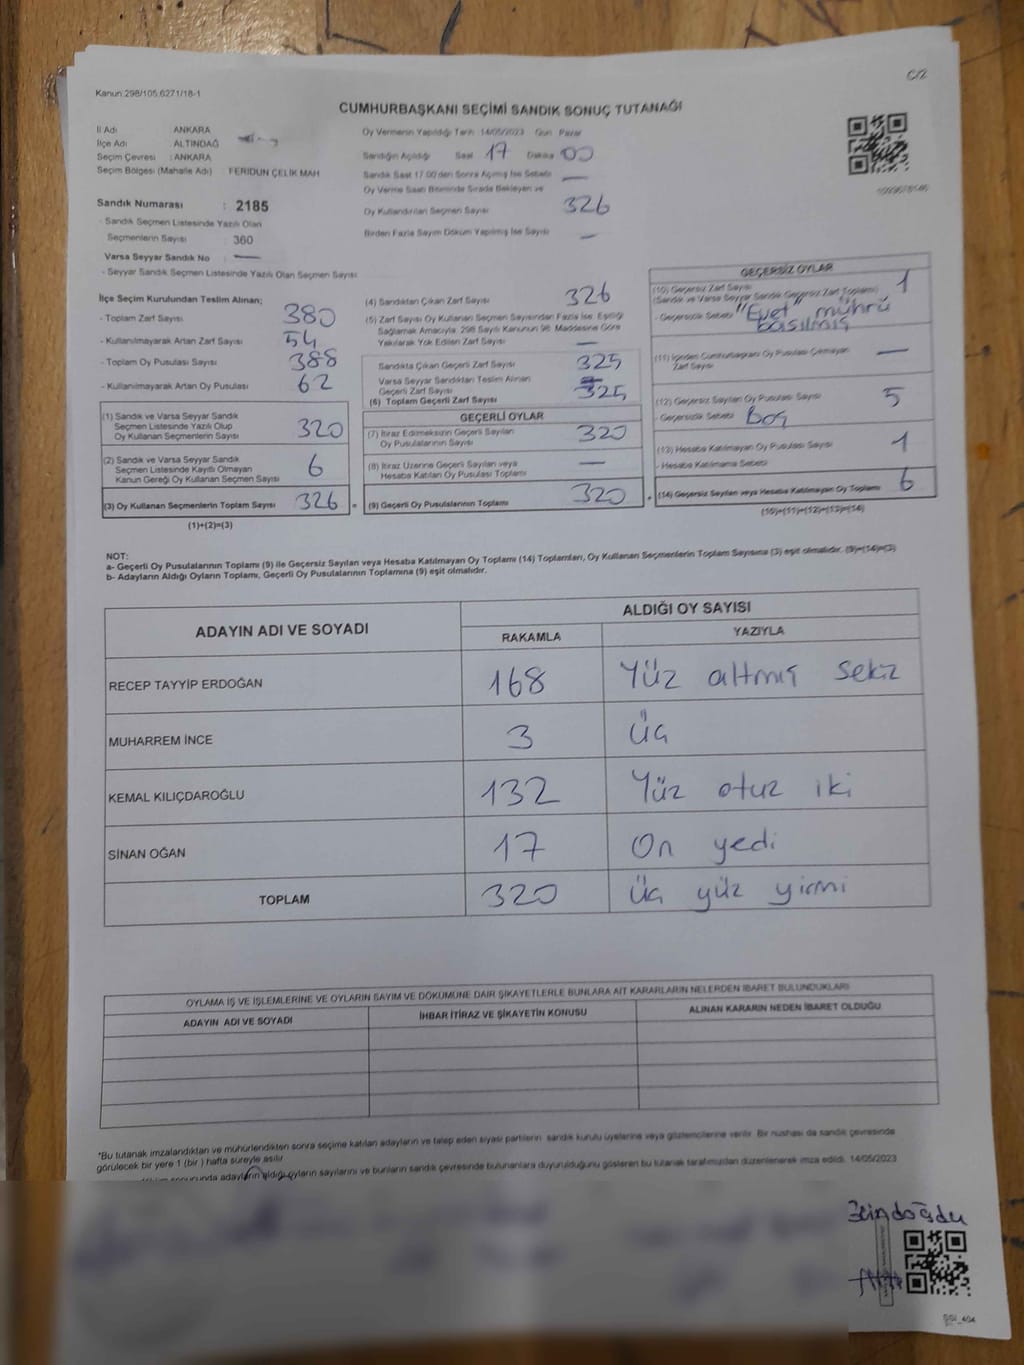 C/2
Kanun:298/105,6271/18-1
CUMHURBAŞKANI SEÇİMİ SANDIK SONUÇ TUTANAĞI
İl Adı ANKARA
İlçe Adı ALTINDAĞ
Seçim Çevresi : ANKARA
Seçim Bölgesi (Mahalle Adı) FERİDUN ÇELİK MAH
Sandık Numarası : 2185
- Sandık Seçmen Listesinde Yazılı Olan
Seçmenlerin Sayısı : 360
Varsa Seyyar Sandık No : —
- Seyyar Sandık Seçmen Listesinde Yazılı Olan Seçmen Sayısı
Oy Vermenin Yapıldığı Tarih 14/05/2023 Gün Pazar
Sandığın Açıldığı Saat 17 Dakika 00
Sandık Saat 17.00'den Sonra Açılmış İse Sebebi —
Oy Verme Saati Bitiminde Sırada Bekleyen ve
Oy Kullandırılan Seçmen Sayısı 326
Birden Fazla Sayım Döküm Yapılmış İse Sayısı —
İlçe Seçim Kurulundan Teslim Alınan;
- Toplam Zarf Sayısı 380
- Kullanılmayarak Artan Zarf Sayısı 54
- Toplam Oy Pusulası Sayısı 388
- Kullanılmayarak Artan Oy Pusulası 62
(1) Sandık ve Varsa Seyyar Sandık
Seçmen Listesinde Yazılı Olup
Oy Kullanan Seçmenlerin Sayısı 320
(2) Sandık ve Varsa Seyyar Sandık
Seçmen Listesinde Kayıtlı Olmayan
Kanun Gereği Oy Kullanan Seçmen Sayısı 6
(3) Oy Kullanan Seçmenlerin Toplam Sayısı 326 =
(1)+(2)=(3)
(4) Sandıktan Çıkan Zarf Sayısı 326
(5) Zarf Sayısı Oy Kullanan Seçmen Sayısından Fazla İse, Eşitliği
Sağlamak Amacıyla, 298 Sayılı Kanunun 98. Maddesine Göre
Yakılarak Yok Edilen Zarf Sayısı —
Sandıkta Çıkan Geçerli Zarf Sayısı 325
Varsa Seyyar Sandıktan Teslim Alınan
Geçerli Zarf Sayısı
(6) Toplam Geçerli Zarf Sayısı 325
GEÇERLİ OYLAR
(7) İtiraz Edilmeksizin Geçerli Sayılan
Oy Pusulalarının Sayısı 320
(8) İtiraz Üzerine Geçerli Sayılan veya
Hesaba Katılan Oy Pusulası Toplamı —
(9) Geçerli Oy Pusulalarının Toplamı 320 +
GEÇERSİZ OYLAR
(10) Geçersiz Zarf Sayısı 1
(Sandık ve Varsa Seyyar Sandık Geçersiz Zarf Toplamı)
- Geçersizlik Sebebi "Evet" mührü
basılmış
(11) İçinden Cumhurbaşkanı Oy Pusulası Çıkmayan
Zarf Sayısı —
(12) Geçersiz Sayılan Oy Pusulası Sayısı 5
- Geçersizlik Sebebi Boş
(13) Hesaba Katılmayan Oy Pusulası Sayısı 1
- Hesaba Katılmama Sebebi
(14) Geçersiz Sayılan veya Hesaba Katılmayan Oy Toplamı 6
(10)+(11)+(12)+(13)=(14)
NOT:
a- Geçerli Oy Pusulalarının Toplamı (9) ile Geçersiz Sayılan veya Hesaba Katılmayan Oy Toplamı (14) Toplamları, Oy Kullanan Seçmenlerin Toplam Sayısına (3) eşit olmalıdır. (9)+(14)=(3)
b- Adayların Aldığı Oyların Toplamı, Geçerli Oy Pusulalarının Toplamına (9) eşit olmalıdır.
ADAYIN ADI VE SOYADI ALDIĞI OY SAYISI
RAKAMLA YAZIYLA
RECEP TAYYİP ERDOĞAN 168 Yüz altmış sekiz
MUHARREM İNCE 3 Üç
KEMAL KILIÇDAROĞLU 132 Yüz otuz iki
SİNAN OĞAN 17 On yedi
TOPLAM 320 Üç yüz yirmi
OYLAMA İŞ VE İŞLEMLERİNE VE OYLARIN SAYIM VE DÖKÜMÜNE DAİR ŞİKAYETLERLE BUNLARA AİT KARARLARIN NELERDEN İBARET BULUNDUKLARI
ADAYIN ADI VE SOYADI İHBAR İTİRAZ VE ŞİKAYETİN KONUSU ALINAN KARARIN NEDEN İBARET OLDUĞU
*Bu tutanak imzalandıktan ve mühürlendikten sonra seçime katılan adayların ve talep eden siyasi partilerin sandık kurulu üyelerine veya gözlemcilerine verilir. Bir nüshası da sandık çevresinde
görülecek bir yere 1 (bir ) hafta süreyle asılır.
sonucunda adayların aldığı oyların sayılarını ve bunların sandık çevresinde bulunanlara duyurulduğunu gösteren bu tutanak tarafımızdan düzenlenerek imza edildi. 14/05/2023